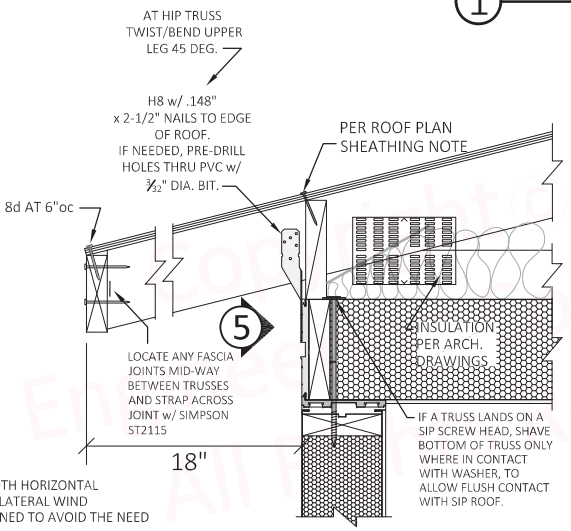 AT HIP TRUSS
TWIST/BEND UPPER
LEG 45 DEG.
1
H8 w/ .148"
x 2-1/2" NAILS TO EDGE
OF ROOF.
IF NEEDED, PRE-DRILL
HOLES THRU PVC w/
3/32" DIA. BIT.
PER ROOF PLAN
SHEATHING NOTE
8d AT 6"oc
5
INSULATION
PER ARCH.
DRAWINGS
LOCATE ANY FASCIA
JOINTS MID-WAY
BETWEEN TRUSSES
AND STRAP ACROSS
JOINT w/ SIMPSON
ST2115
IF A TRUSS LANDS ON A
SIP SCREW HEAD, SHAVE
BOTTOM OF TRUSS ONLY
WHERE IN CONTACT
WITH WASHER, TO
ALLOW FLUSH CONTACT
WITH SIP ROOF.
18"
TH HORIZONTAL
LATERAL WIND
NED TO AVOID THE NEED
Copyright ©
All